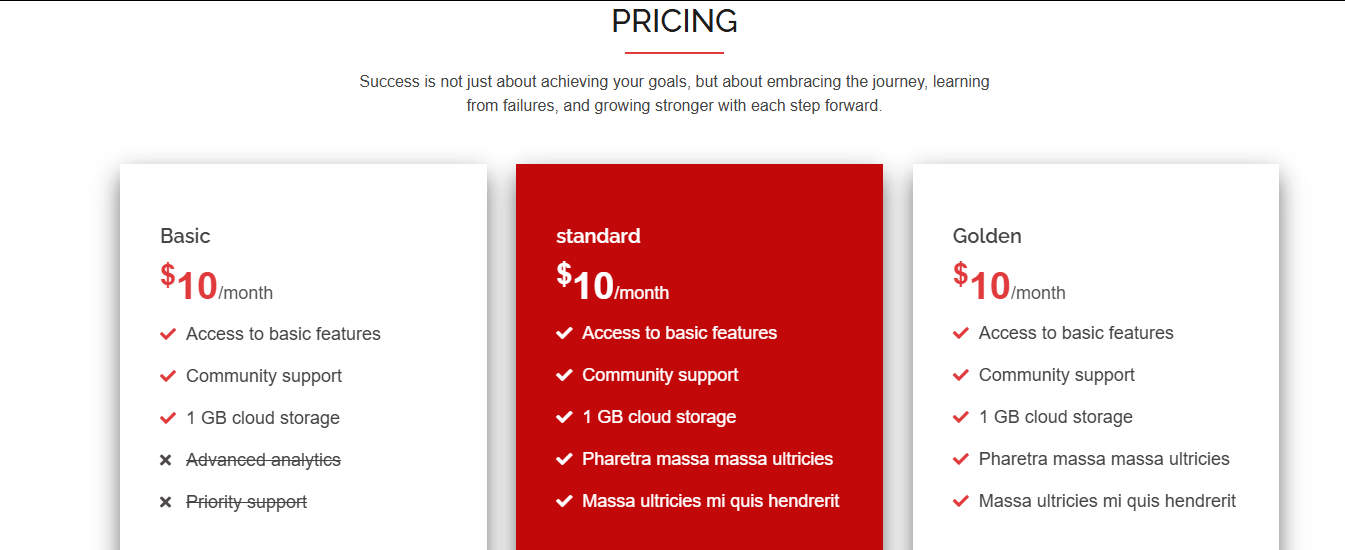 PRICING
Success is not just about achieving your goals, but about embracing the journey, learning
from failures, and growing stronger with each step forward.
Basic
$10/month
Access to basic features
Community support
1 GB cloud storage
Advanced analytics
Priority support
standard
$10/month
Access to basic features
Community support
1 GB cloud storage
Pharetra massa massa ultricies
Massa ultricies mi quis hendrerit
Golden
$10/month
Access to basic features
Community support
1 GB cloud storage
Pharetra massa massa ultricies
Massa ultricies mi quis hendrerit